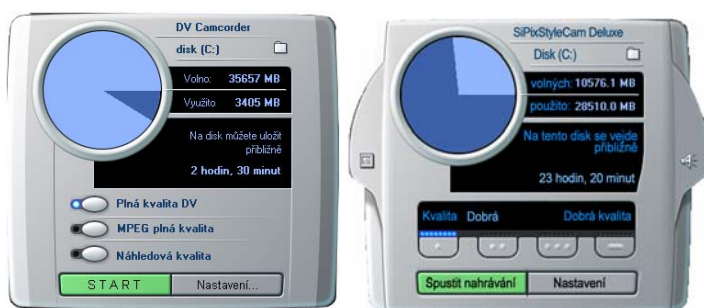 DV Camcorder
disk (C:)
Volno: 35657 MB
Využito 3405 MB
Na disk můžete uložit
přibližně
2 hodin, 30 minut
Plná kvalita DV
MPEG plná kvalita
Náhledová kvalita
START Nastavení...
SiPixStyleCam Deluxe
Disk (C:)
volných: 10576.1 MB
použito: 28510.0 MB
Na tento disk se vejde
přibližně
23 hodin, 20 minut
Kvalita Dobrá Dobrá kvalita
Spustit nahrávání Nastavení